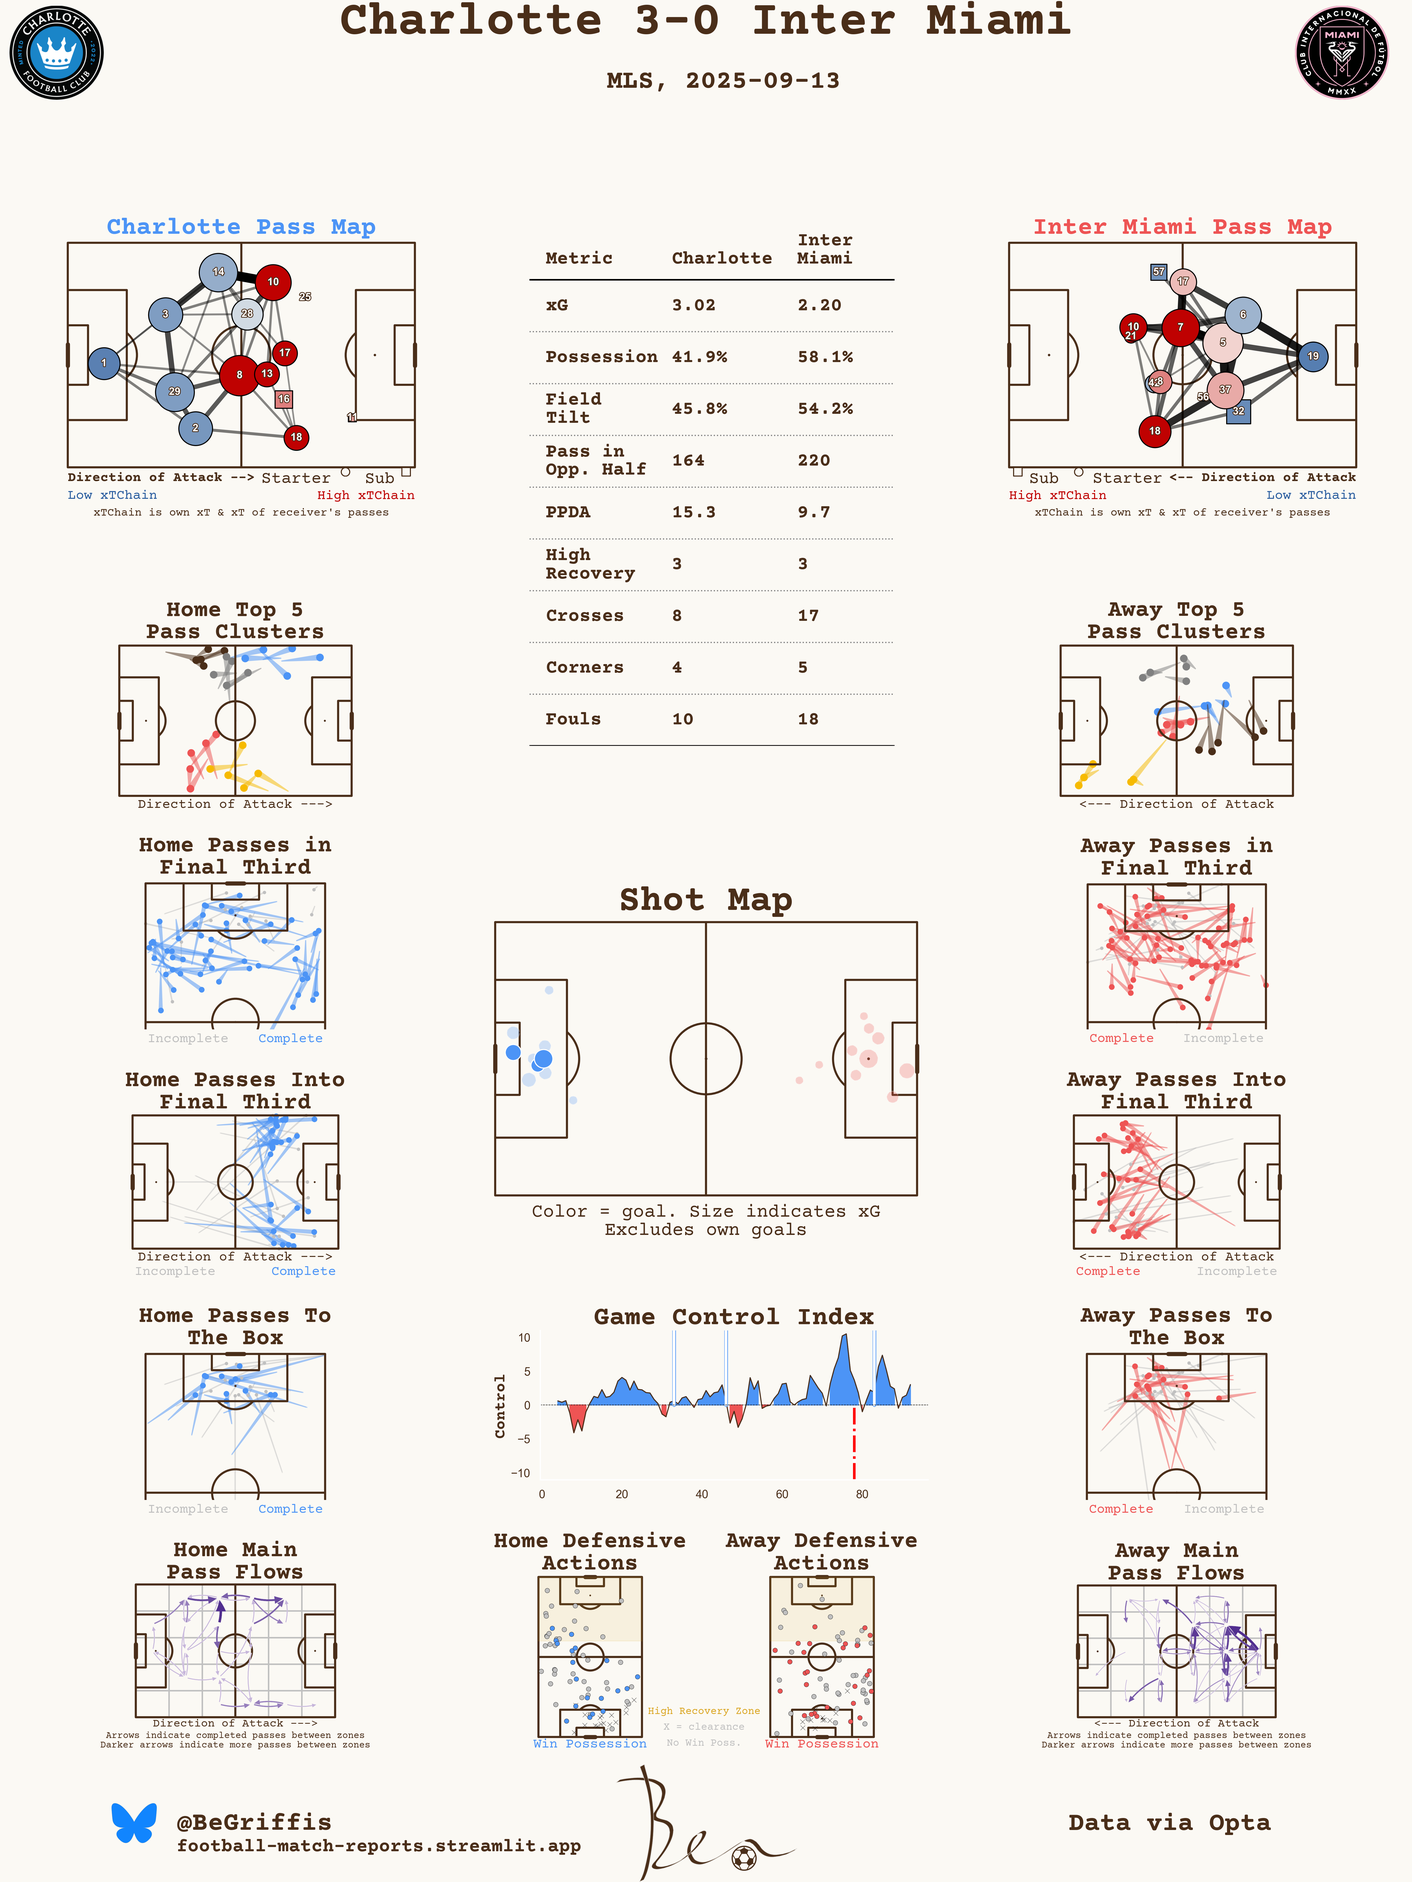 Charlotte 3-0 Inter Miami
MLS, 2025-09-13
CHARLOTTE
MINTED
2022
FOOTBALL CLUB
CLUB INTERNACIONAL DE FÚTBOL
MIAMI
MMXX
Charlotte Pass Map
14
10
25
3
28
1
17
8
13
29
16
11
2
18
Direction of Attack --> Starter Sub
Low xTChain High xTChain
xTChain is own xT & xT of receiver's passes
Metric Charlotte Inter Miami
xG 3.02 2.20
Possession 41.9% 58.1%
Field Tilt 45.8% 54.2%
Pass in Opp. Half 164 220
PPDA 15.3 9.7
High Recovery 3 3
Crosses 8 17
Corners 4 5
Fouls 10 18
Inter Miami Pass Map
57
17
6
10
7
21
5
19
8
37
56
32
18
Sub Starter <-- Direction of Attack
High xTChain Low xTChain
xTChain is own xT & xT of receiver's passes
Home Top 5
Pass Clusters
Direction of Attack --->
Away Top 5
Pass Clusters
<--- Direction of Attack
Home Passes in
Final Third
Incomplete Complete
Away Passes in
Final Third
Complete Incomplete
Shot Map
Color = goal. Size indicates xG
Excludes own goals
Home Passes Into
Final Third
Direction of Attack --->
Incomplete Complete
Away Passes Into
Final Third
<--- Direction of Attack
Complete Incomplete
Home Passes To
The Box
Incomplete Complete
Game Control Index
Control
10
5
0
−5
−10
0 20 40 60 80
Away Passes To
The Box
Complete Incomplete
Home Main
Pass Flows
Direction of Attack --->
Arrows indicate completed passes between zones
Darker arrows indicate more passes between zones
Home Defensive
Actions
Win Possession
High Recovery Zone
X = clearance
No Win Poss.
Away Defensive
Actions
Win Possession
Away Main
Pass Flows
<--- Direction of Attack
Arrows indicate completed passes between zones
Darker arrows indicate more passes between zones
@BeGriffis
football-match-reports.streamlit.app
Ben
Data via Opta